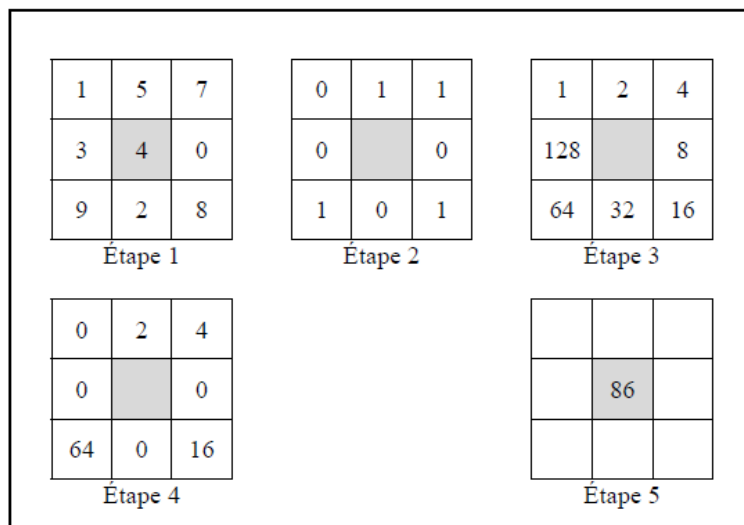 1 5 7
3 4 0
9 2 8
Étape 1
0 1 1
0 0
1 0 1
Étape 2
1 2 4
128 8
64 32 16
Étape 3
0 2 4
0 0
64 0 16
Étape 4
86
Étape 5